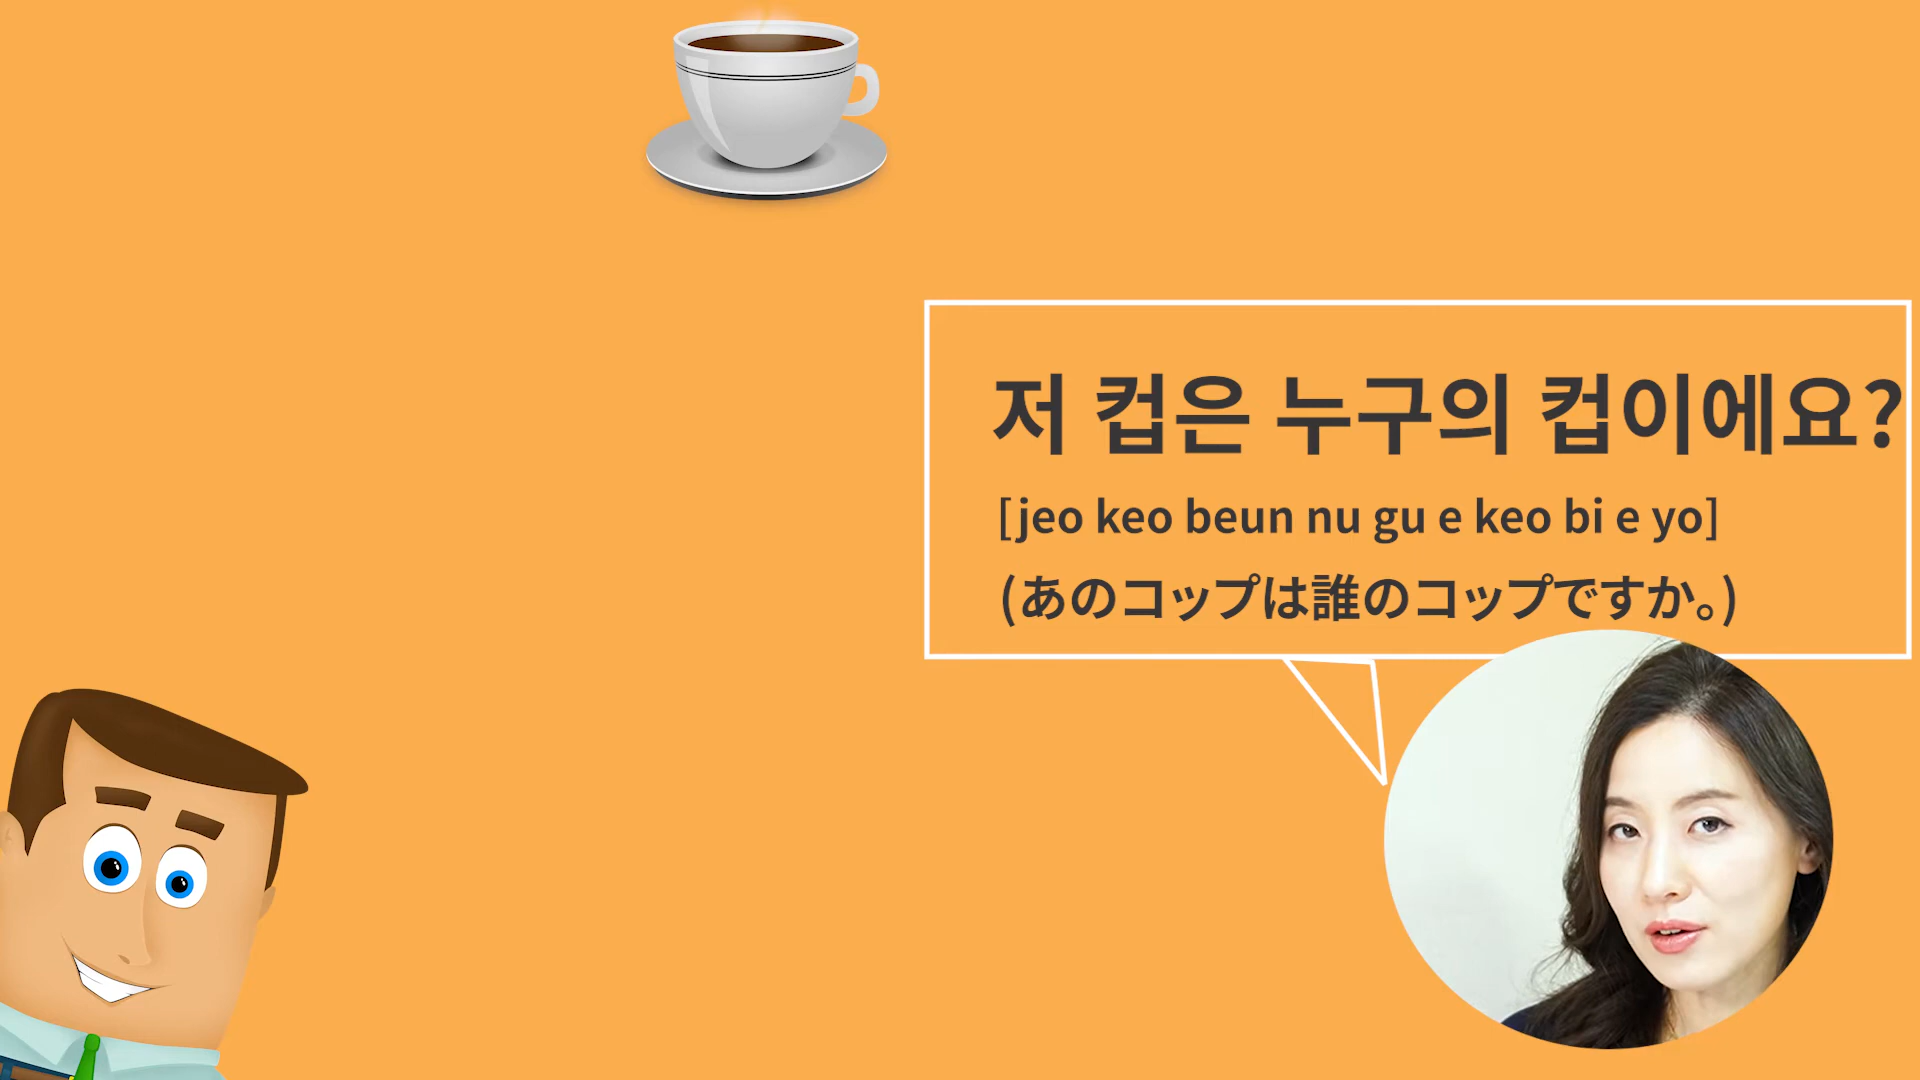 저 컵은 누구의 컵이에요?
[jeo keo beun nu gu e keo bi e yo]
(あのコップは誰のコップですか。)